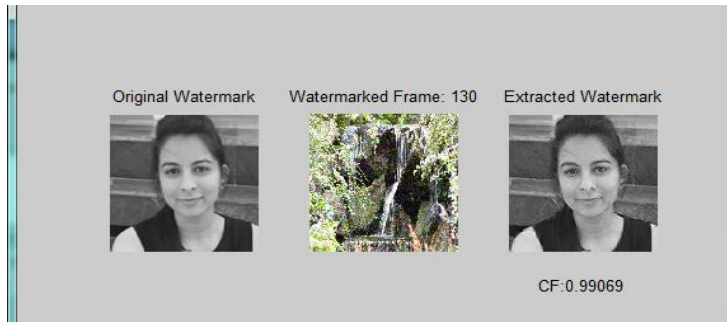 Original Watermark
Watermarked Frame: 130
Extracted Watermark
CF:0.99069